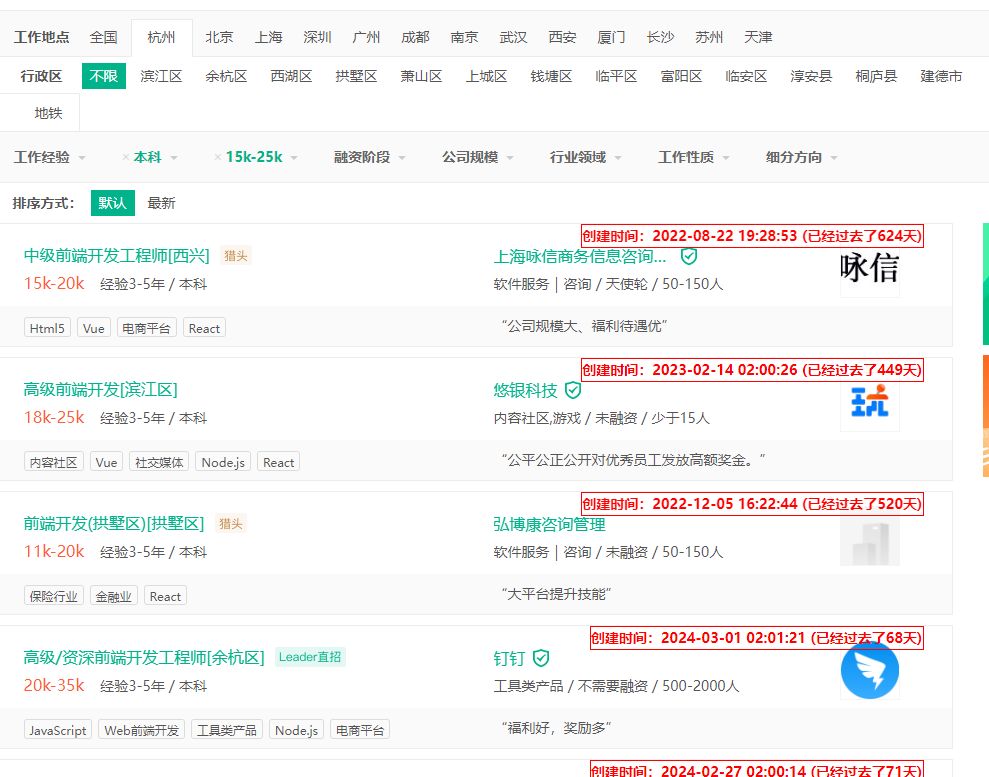 工作地点 全国 杭州 北京 上海 深圳 广州 成都 南京 武汉 西安 厦门 长沙 苏州 天津
行政区 不限 滨江区 余杭区 西湖区 拱墅区 萧山区 上城区 钱塘区 临平区 富阳区 临安区 淳安县 桐庐县 建德市
地铁
工作经验 × 本科 × 15k-25k 融资阶段 公司规模 行业领域 工作性质 细分方向
排序方式： 默认 最新
创建时间：2022-08-22 19:28:53 (已经过去了624天)
中级前端开发工程师[西兴] 猎头 上海咏信商务信息咨询...
咏信
15k-20k 经验3-5年 / 本科 软件服务｜咨询 / 天使轮 / 50-150人
Html5 Vue 电商平台 React “公司规模大、福利待遇优”
创建时间：2023-02-14 02:00:26 (已经过去了449天)
高级前端开发[滨江区] 悠银科技
玩
18k-25k 经验3-5年 / 本科 内容社区,游戏 / 未融资 / 少于15人
内容社区 Vue 社交媒体 Node.js React “公平公正公开对优秀员工发放高额奖金。”
创建时间：2022-12-05 16:22:44 (已经过去了520天)
前端开发(拱墅区)[拱墅区] 猎头 弘博康咨询管理
11k-20k 经验3-5年 / 本科 软件服务｜咨询 / 未融资 / 50-150人
保险行业 金融业 React “大平台提升技能”
创建时间：2024-03-01 02:01:21 (已经过去了68天)
高级/资深前端开发工程师[余杭区] Leader直招 钉钉
20k-35k 经验3-5年 / 本科 工具类产品 / 不需要融资 / 500-2000人
JavaScript Web前端开发 工具类产品 Node.js 电商平台 “福利好，奖励多”
创建时间：2024-02-27 02:00:14 (已经过去了71天)